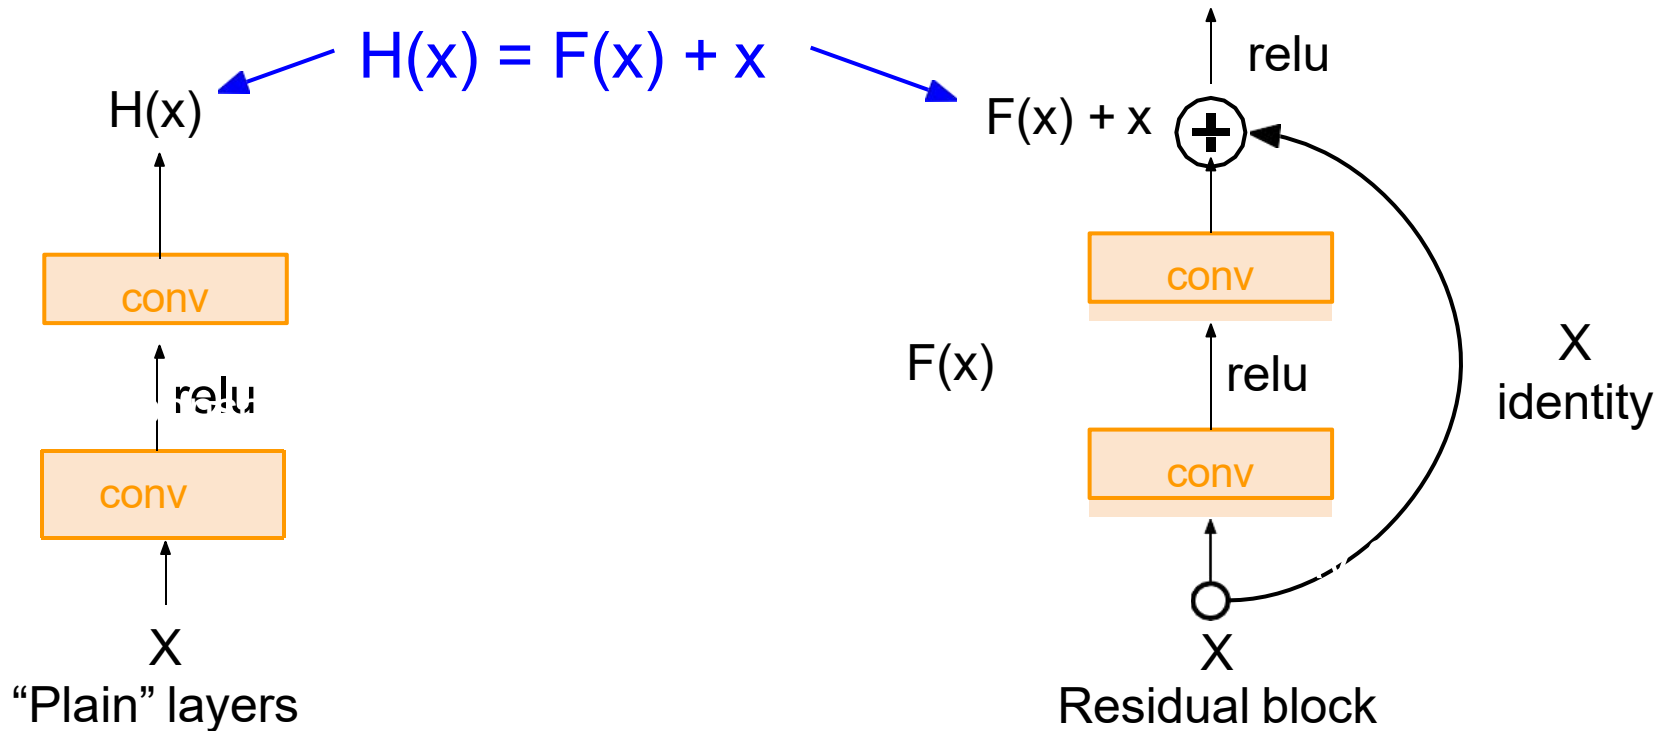 H(x) = F(x) + x
H(x)
conv
relu
conv
X
“Plain” layers
relu
F(x) + x
conv
F(x)
relu
X
identity
conv
X
Residual block